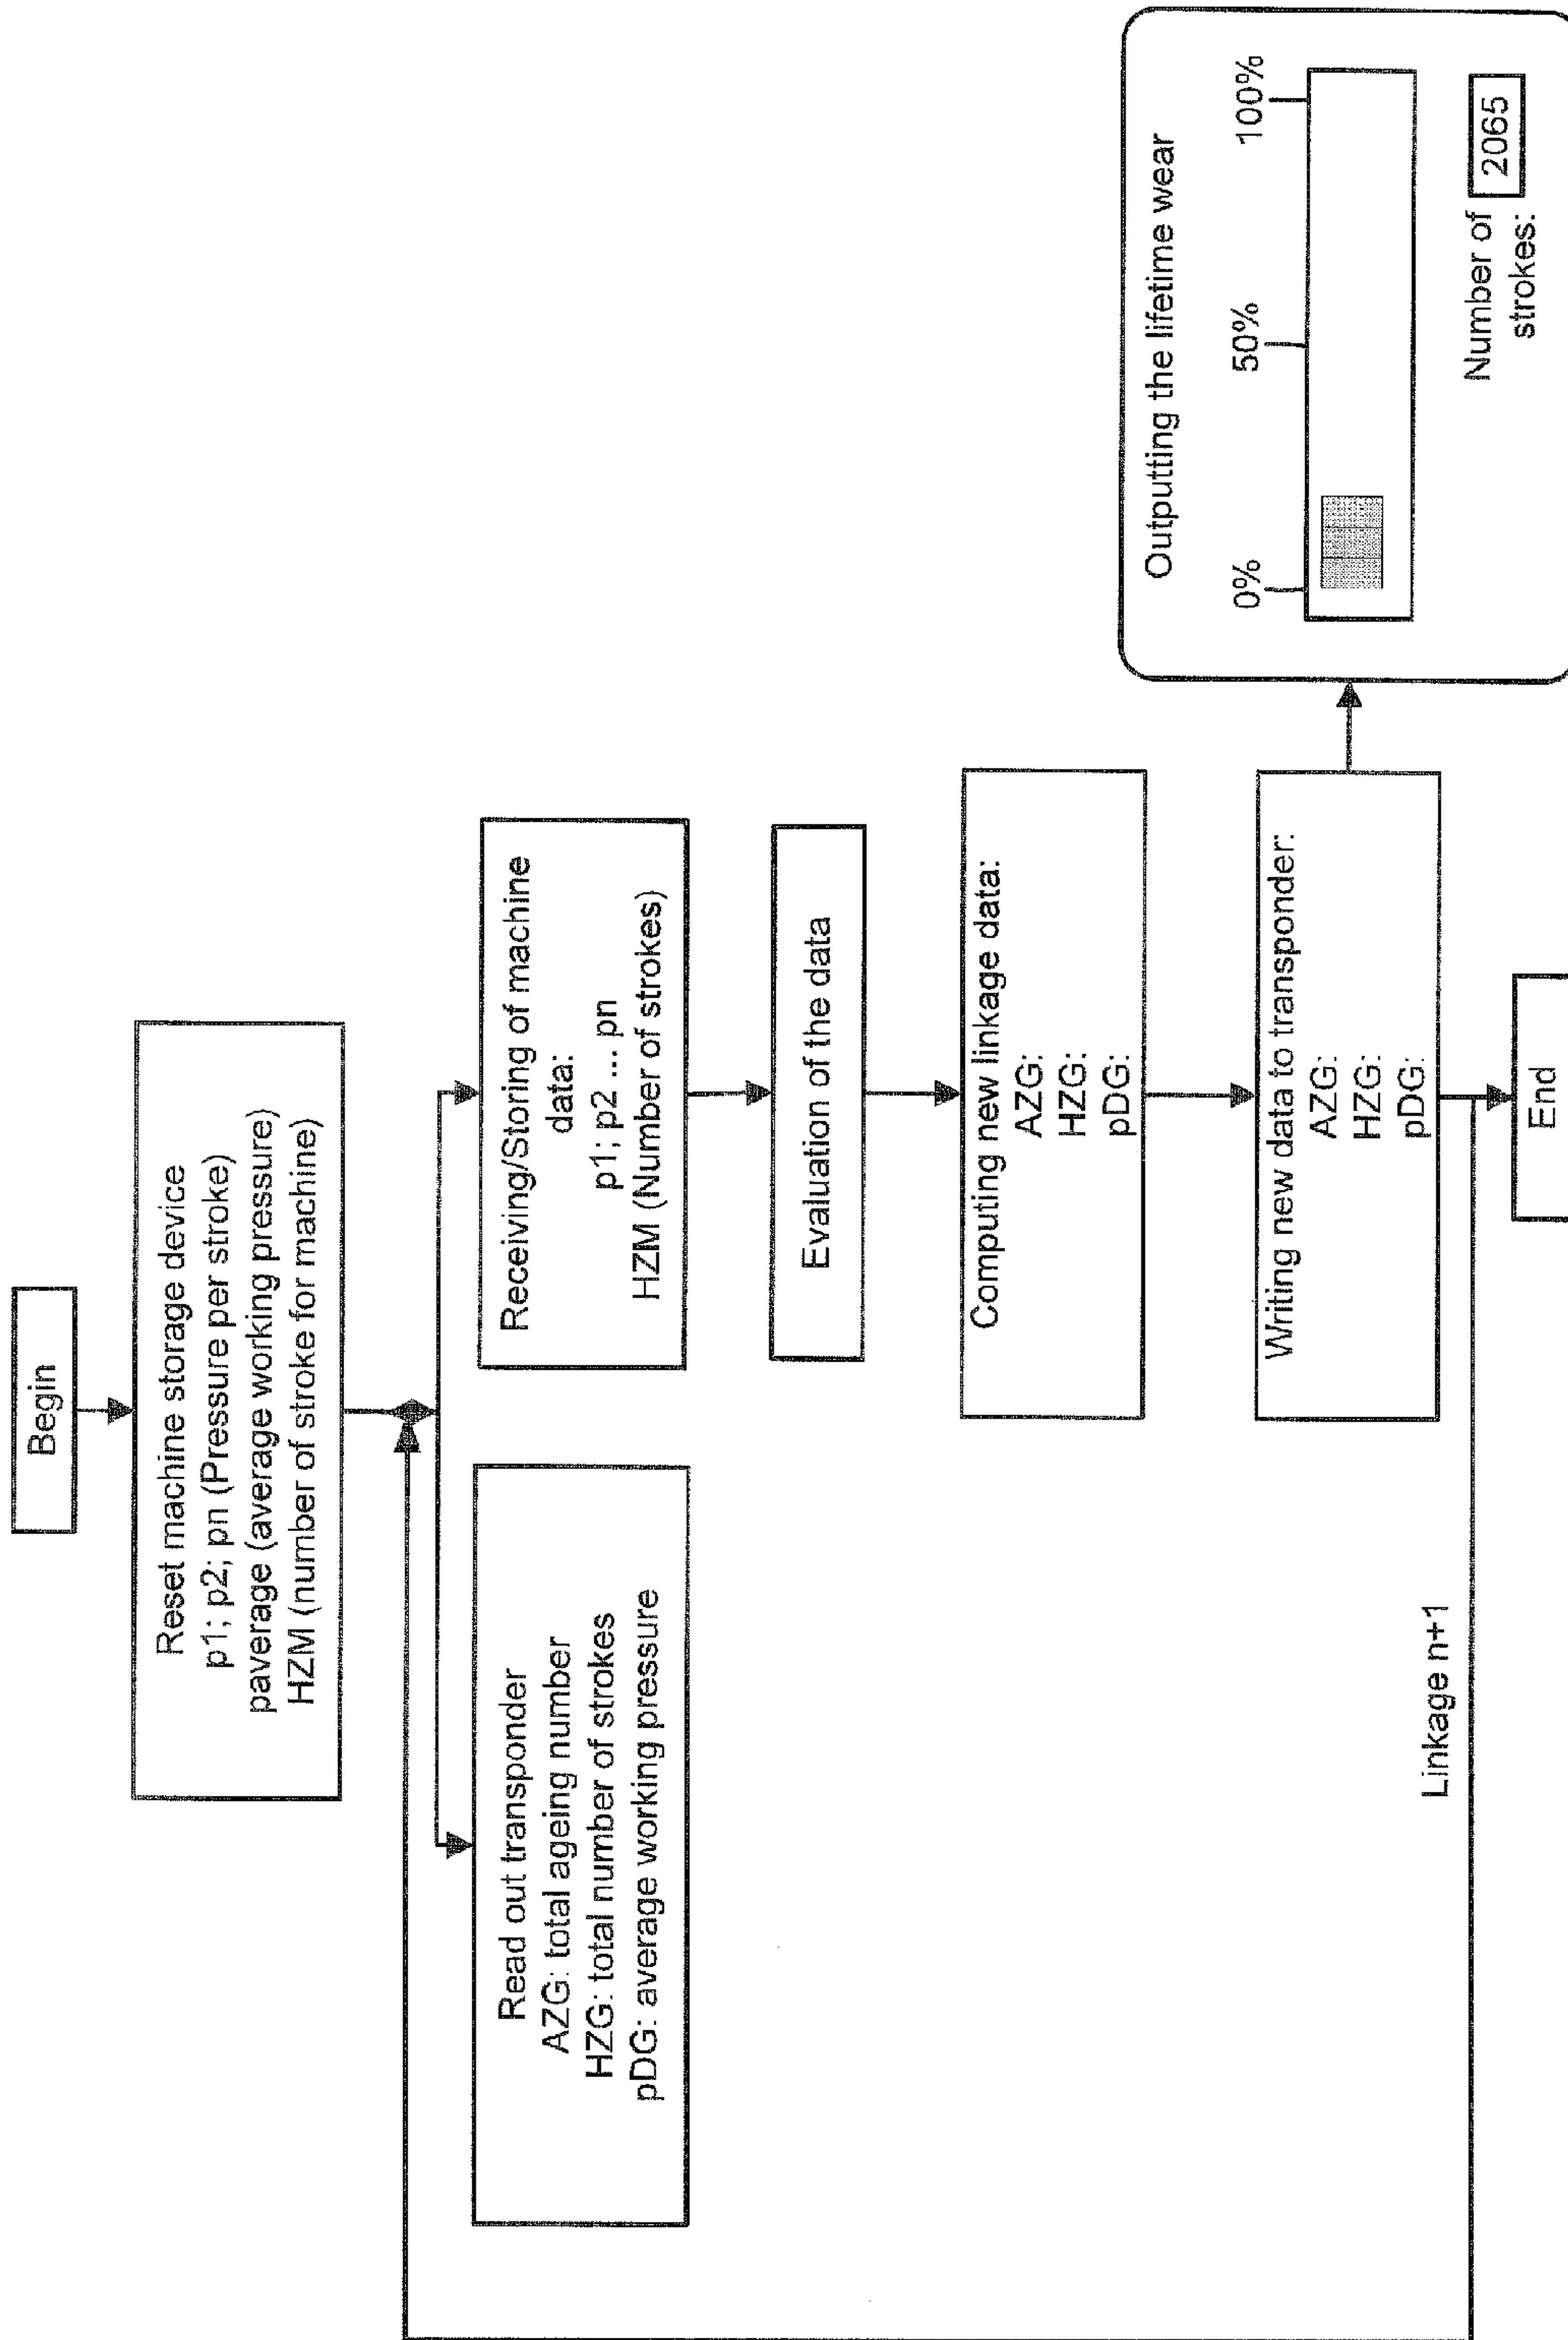 Begin
Reset machine storage device
p1; p2; pn (Pressure per stroke)
paverage (average working pressure)
HZM (number of stroke for machine)
Read out transponder
AZG: total ageing number
HZG: total number of strokes
pDG: average working pressure
Receiving/Storing of machine
data:
p1; p2 ... pn
HZM (Number of strokes)
Evaluation of the data
Computing new linkage data:
AZG:
HZG:
pDG:
Writing new data to transponder:
AZG:
HZG:
pDG:
Linkage n+1
End
Outputting the lifetime wear
0%
50%
100%
Number of 2065
strokes: